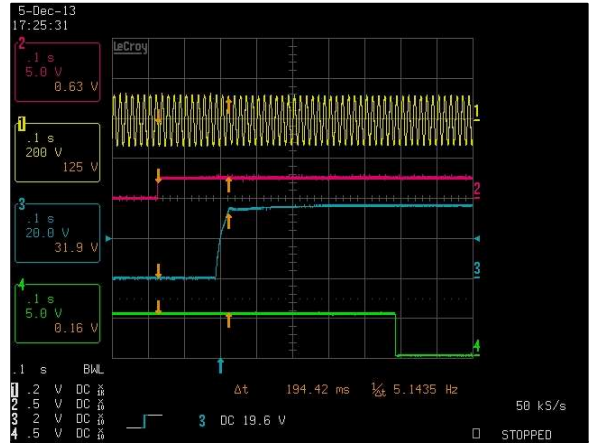 5-Dec-13
17:25:31
LeCroy
2
.1 s
5.0 V
0.63 V
1
.1 s
200 V
125 V
3
.1 s
20.0 V
31.9 V
4
.1 s
5.0 V
0.16 V
1
2
3
4
.1 s BWL
1 .2 V DC
2 .5 V DC
3 2 V DC
4 .5 V DC
Δt 194.42 ms 1/Δt 5.1435 Hz
3 DC 19.6 V
50 kS/s
STOPPED